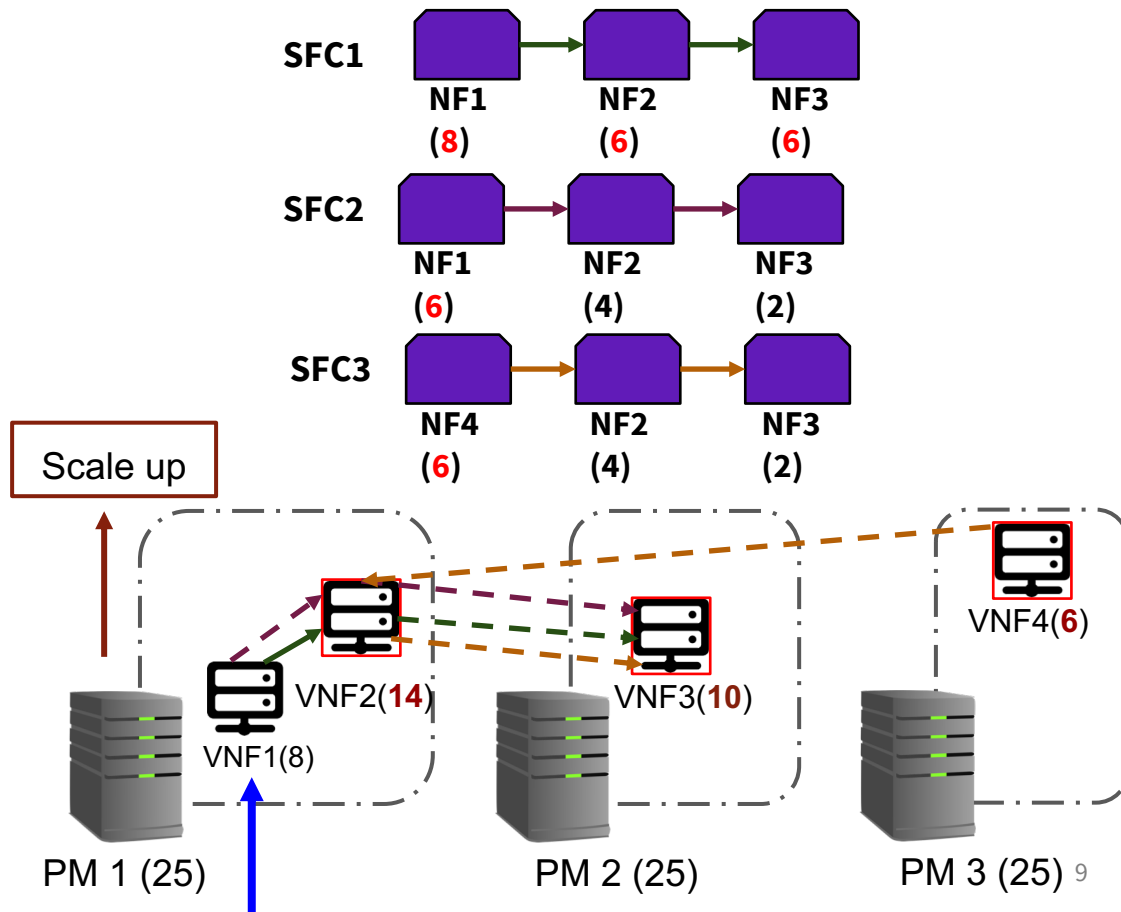 SFC1
NF1
NF2
NF3
(8)
(6)
(6)
SFC2
NF1
NF2
NF3
(6)
(4)
(2)
SFC3
NF4
NF2
NF3
(6)
(4)
(2)
Scale up
VNF4(6)
VNF2(14)
VNF3(10)
VNF1(8)
PM 1 (25)
PM 2 (25)
PM 3 (25)
9